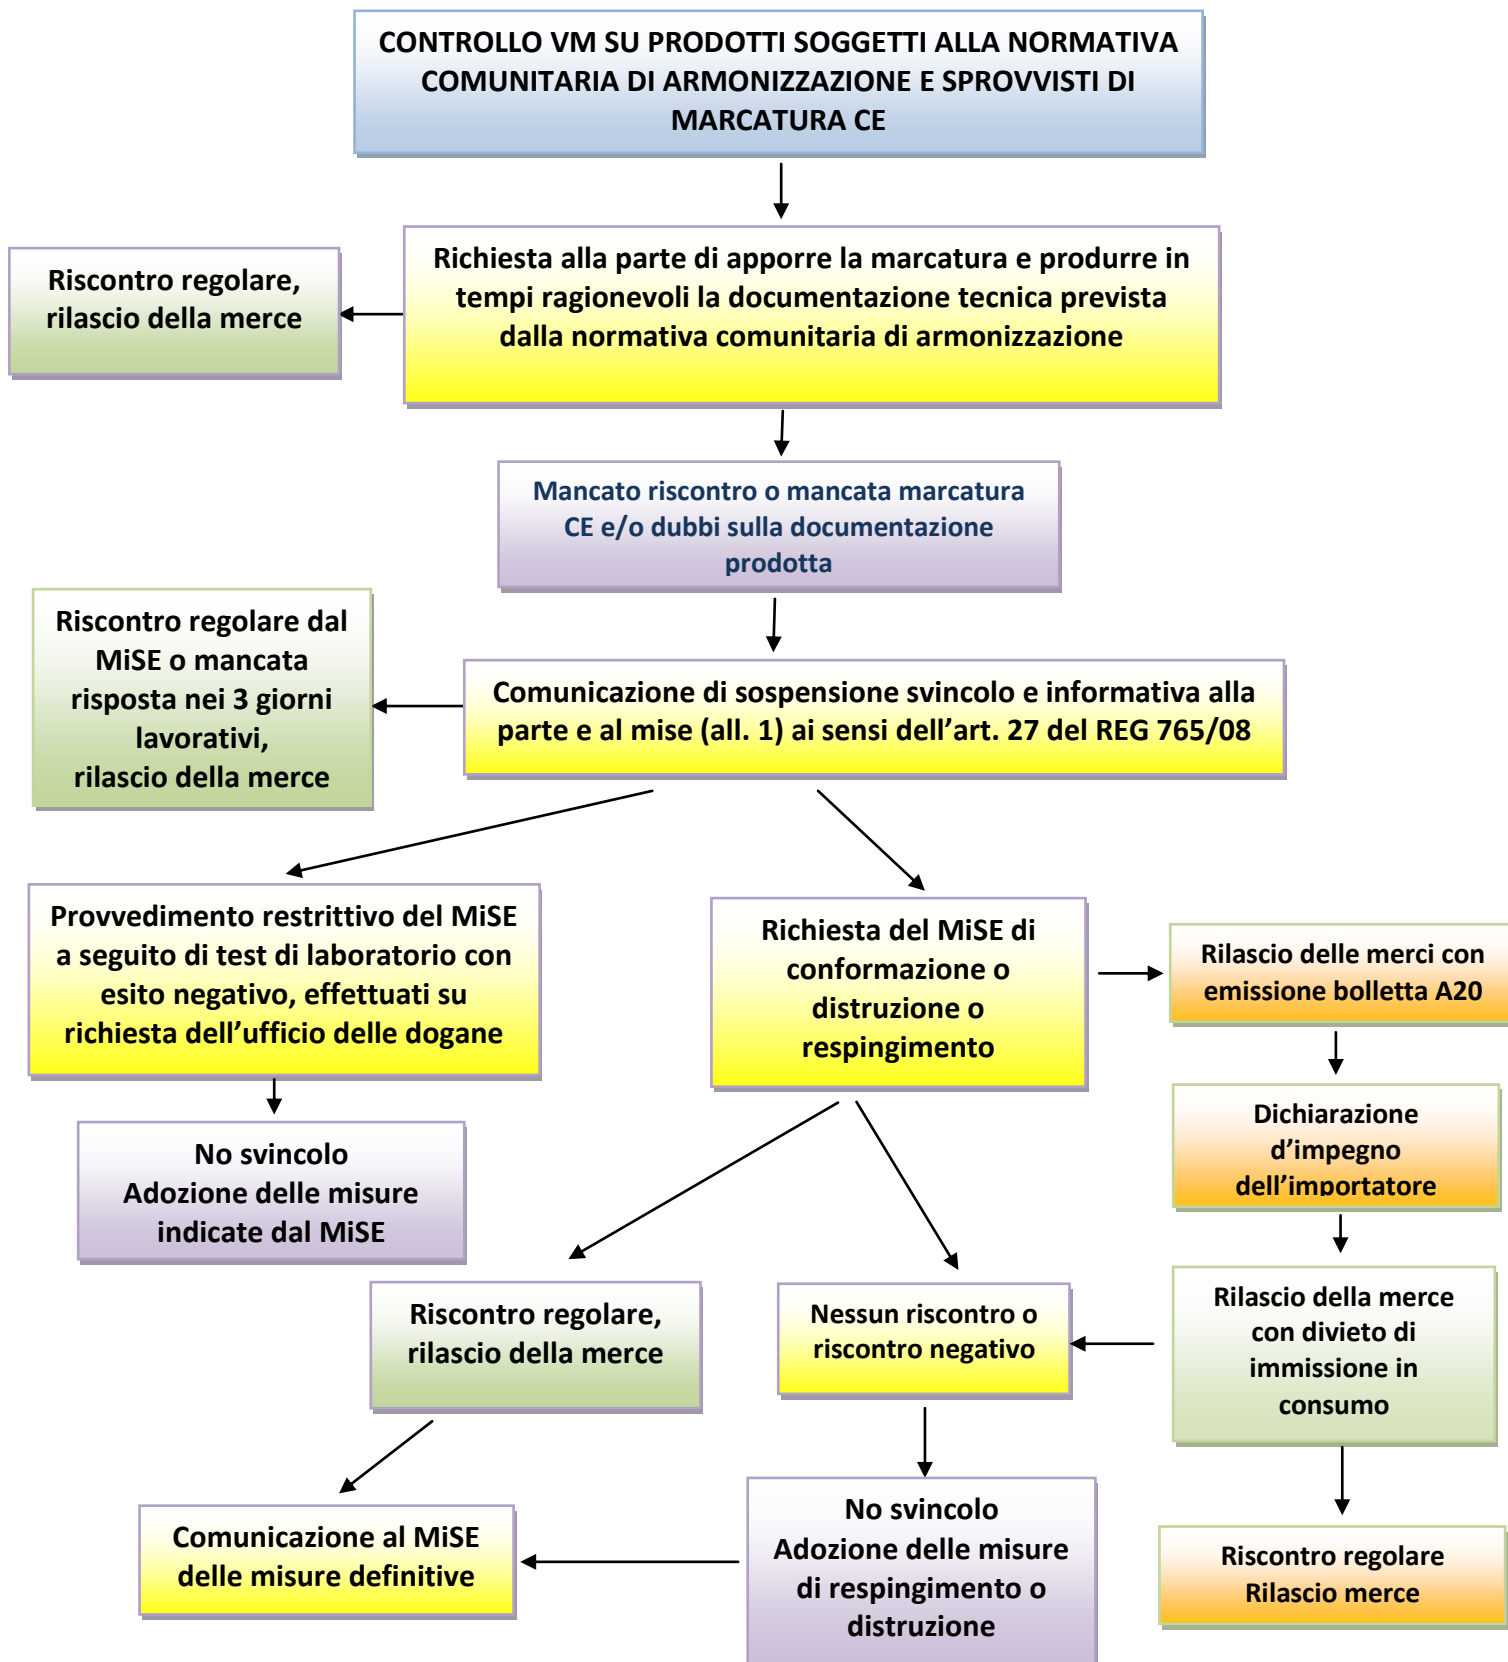 CONTROLLO VM SU PRODOTTI SOGGETTI ALLA NORMATIVA
COMUNITARIA DI ARMONIZZAZIONE E SPROVVISTI DI
MARCATURA CE
Richiesta alla parte di apporre la marcatura e produrre in
tempi ragionevoli la documentazione tecnica prevista
dalla normativa comunitaria di armonizzazione
Riscontro regolare,
rilascio della merce
Mancato riscontro o mancata marcatura
CE e/o dubbi sulla documentazione
prodotta
Riscontro regolare dal
MiSE o mancata
risposta nei 3 giorni
lavorativi,
rilascio della merce
Comunicazione di sospensione svincolo e informativa alla
parte e al mise (all. 1) ai sensi dell’art. 27 del REG 765/08
Provvedimento restrittivo del MiSE
a seguito di test di laboratorio con
esito negativo, effettuati su
richiesta dell’ufficio delle dogane
Richiesta del MiSE di
conformazione o
distruzione o
respingimento
Rilascio delle merci con
emissione bolletta A20
Dichiarazione
d’impegno
dell’importatore
No svincolo
Adozione delle misure
indicate dal MiSE
Riscontro regolare,
rilascio della merce
Nessun riscontro o
riscontro negativo
Rilascio della merce
con divieto di
immissione in
consumo
Comunicazione al MiSE
delle misure definitive
No svincolo
Adozione delle misure
di respingimento o
distruzione
Riscontro regolare
Rilascio merce